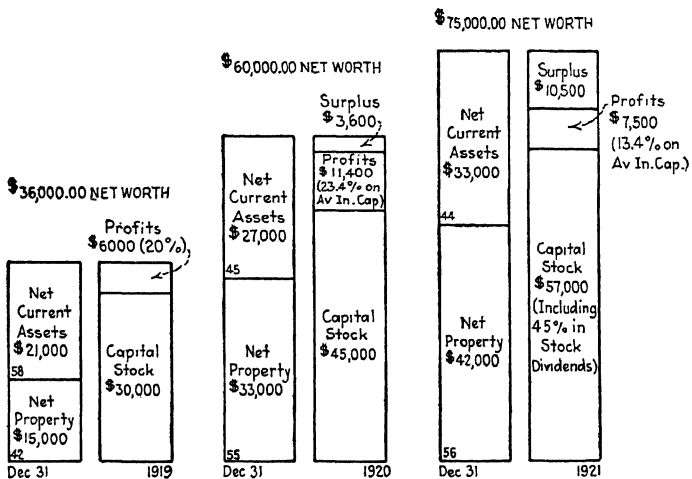 $36,000.00 NET WORTH
Profits
$6000 (20%)
Net
Current
Assets
$21,000
58
Net
Property
$15,000
42
Capital
Stock
$30,000
Dec 31
1919
$60,000.00 NET WORTH
Surplus
$3,600
Net
Current
Assets
$27,000
45
Net
Property
$33,000
55
Profits
$11,400
(23.4% on
Av In. Cap)
Capital
Stock
$45,000
Dec 31
1920
$75,000.00 NET WORTH
Net
Current
Assets
$33,000
44
Net
Property
$42,000
56
Surplus
$10,500
Profits
$7,500
(13.4% on
Av In. Cap.)
Capital
Stock
$57,000
(Including
45% in
Stock
Dividends)
Dec 31
1921